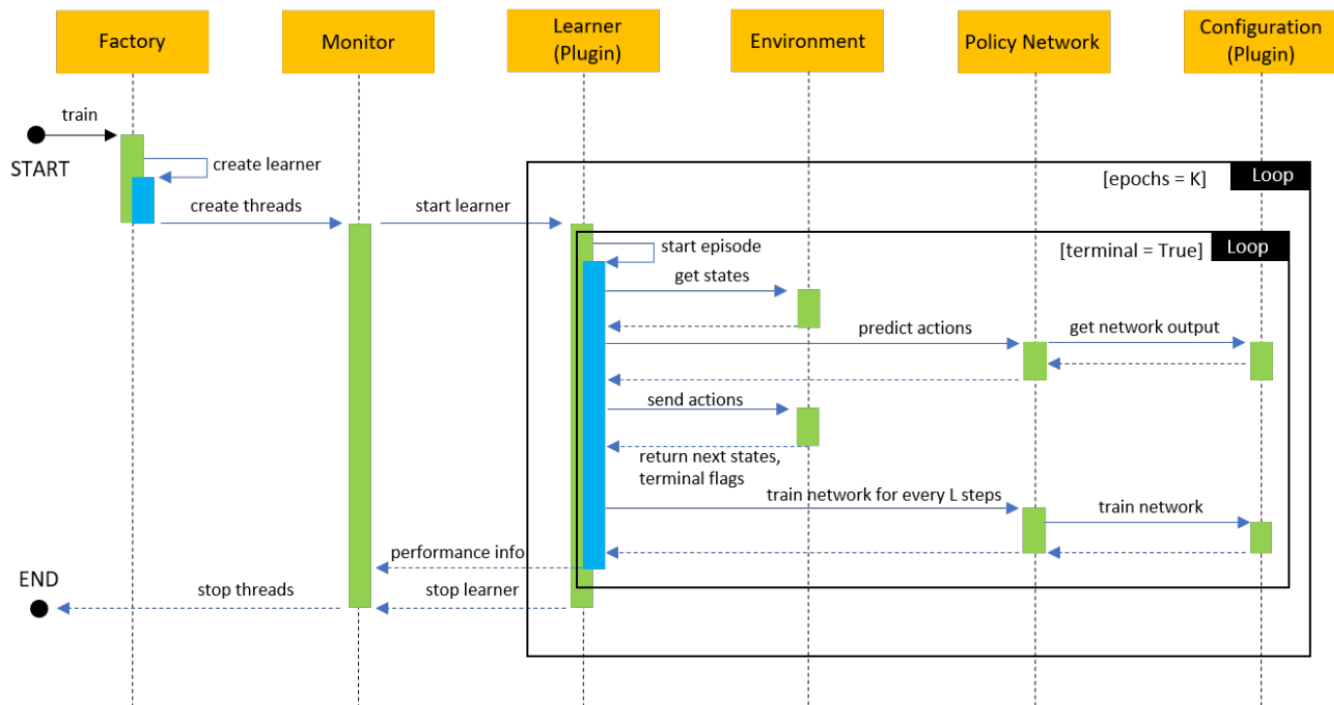 Factory
Monitor
Learner
(Plugin)
Environment
Policy Network
Configuration
(Plugin)
train
START
create learner
create threads
start learner
[epochs = K]
Loop
start episode
[terminal = True]
Loop
get states
predict actions
get network output
send actions
return next states,
terminal flags
train network for every L steps
train network
performance info
END
stop threads
stop learner